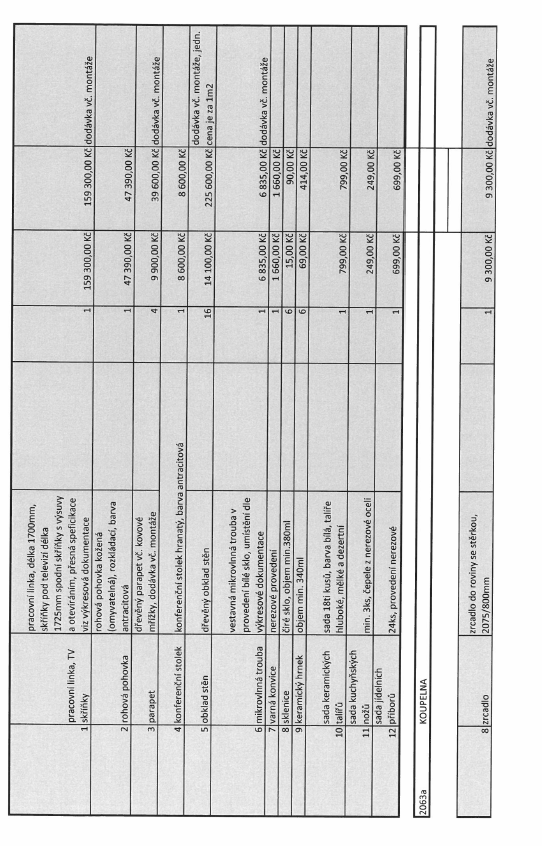 pracovní linka, TV skříňky
pracovní linka, délka 1700mm,
skříňky pod televizí délka
1725mm spodní skříňky s výsuvy
a otevíráním, přesná speficikace
1 viz výkresová dokumentace 1 159 300,00 Kč 159 300,00 Kč dodávka vč. montáže
rohová pohovka kožená
(omyvatelná), rozkládací, barva
2 rohová pohovka antracitová 1 47 390,00 Kč 47 390,00 Kč
dřevěný parapet vč. kovové
3 parapet mřížky, dodávka vč. montáže 4 9 900,00 Kč 39 600,00 Kč dodávka vč. montáže
4 konferenční stolek konferenční stolek hranatý, barva antracitová 1 8 600,00 Kč 8 600,00 Kč
dodávka vč. montáže, jedn.
5 obklad stěn dřevěný obklad stěn 16 14 100,00 Kč 225 600,00 Kč cena je za 1m2
vestavná mikrovlnná trouba v
provedení bílé sklo, umístění dle
6 mikrovlnná trouba výkresové dokumentace 1 6 835,00 Kč 6 835,00 Kč dodávka vč. montáže
7 varná konvice nerezové provedení 1 1 660,00 Kč 1 660,00 Kč
8 sklenice čiré sklo, objem min.380ml 6 15,00 Kč 90,00 Kč
9 keramický hrnek objem min. 340ml 6 69,00 Kč 414,00 Kč
sada keramických sada 18ti kusů, barva bílá, talíře
10 talířů hluboké, mělké a dezertní 1 799,00 Kč 799,00 Kč
sada kuchyňských
11 nožů min. 3ks, čepele z nerezové oceli 1 249,00 Kč 249,00 Kč
sada jídelních
12 příborů 24ks, provedení nerezové 1 699,00 Kč 699,00 Kč
2063a KOUPELNA
zrcadlo do roviny se stěrkou,
8 zrcadlo 2075/800mm 1 9 300,00 Kč 9 300,00 Kč dodávka vč. montáže